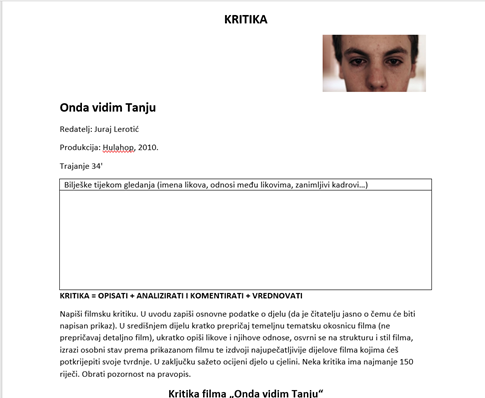 KRITIKA
Onda vidim Tanju
Redatelj: Juraj Lerotić
Produkcija: Hulahop, 2010.
Trajanje 34'
Bilješke tijekom gledanja (imena likova, odnosi među likovima, zanimljivi kadrovi…)
KRITIKA = OPISATI + ANALIZIRATI I KOMENTIRATI + VREDNOVATI
Napiši filmsku kritiku. U uvodu zapiši osnovne podatke o djelu (da je čitatelju jasno o čemu će biti
napisan prikaz). U središnjem dijelu kratko prepričaj temeljnu tematsku okosnicu filma (ne
prepričavaj detaljno film), ukratko opiši likove i njihove odnose, osvrni se na strukturu i stil filma,
izrazi osobni stav prema prikazanom filmu te izdvoji najupečatljivije dijelove filma kojima ćeš
potkrijepiti svoje tvrdnje. U zaključku sažeto ocijeni djelo u cjelini. Neka kritika ima najmanje 150
riječi. Obrati pozornost na pravopis.
Kritika filma „Onda vidim Tanju“